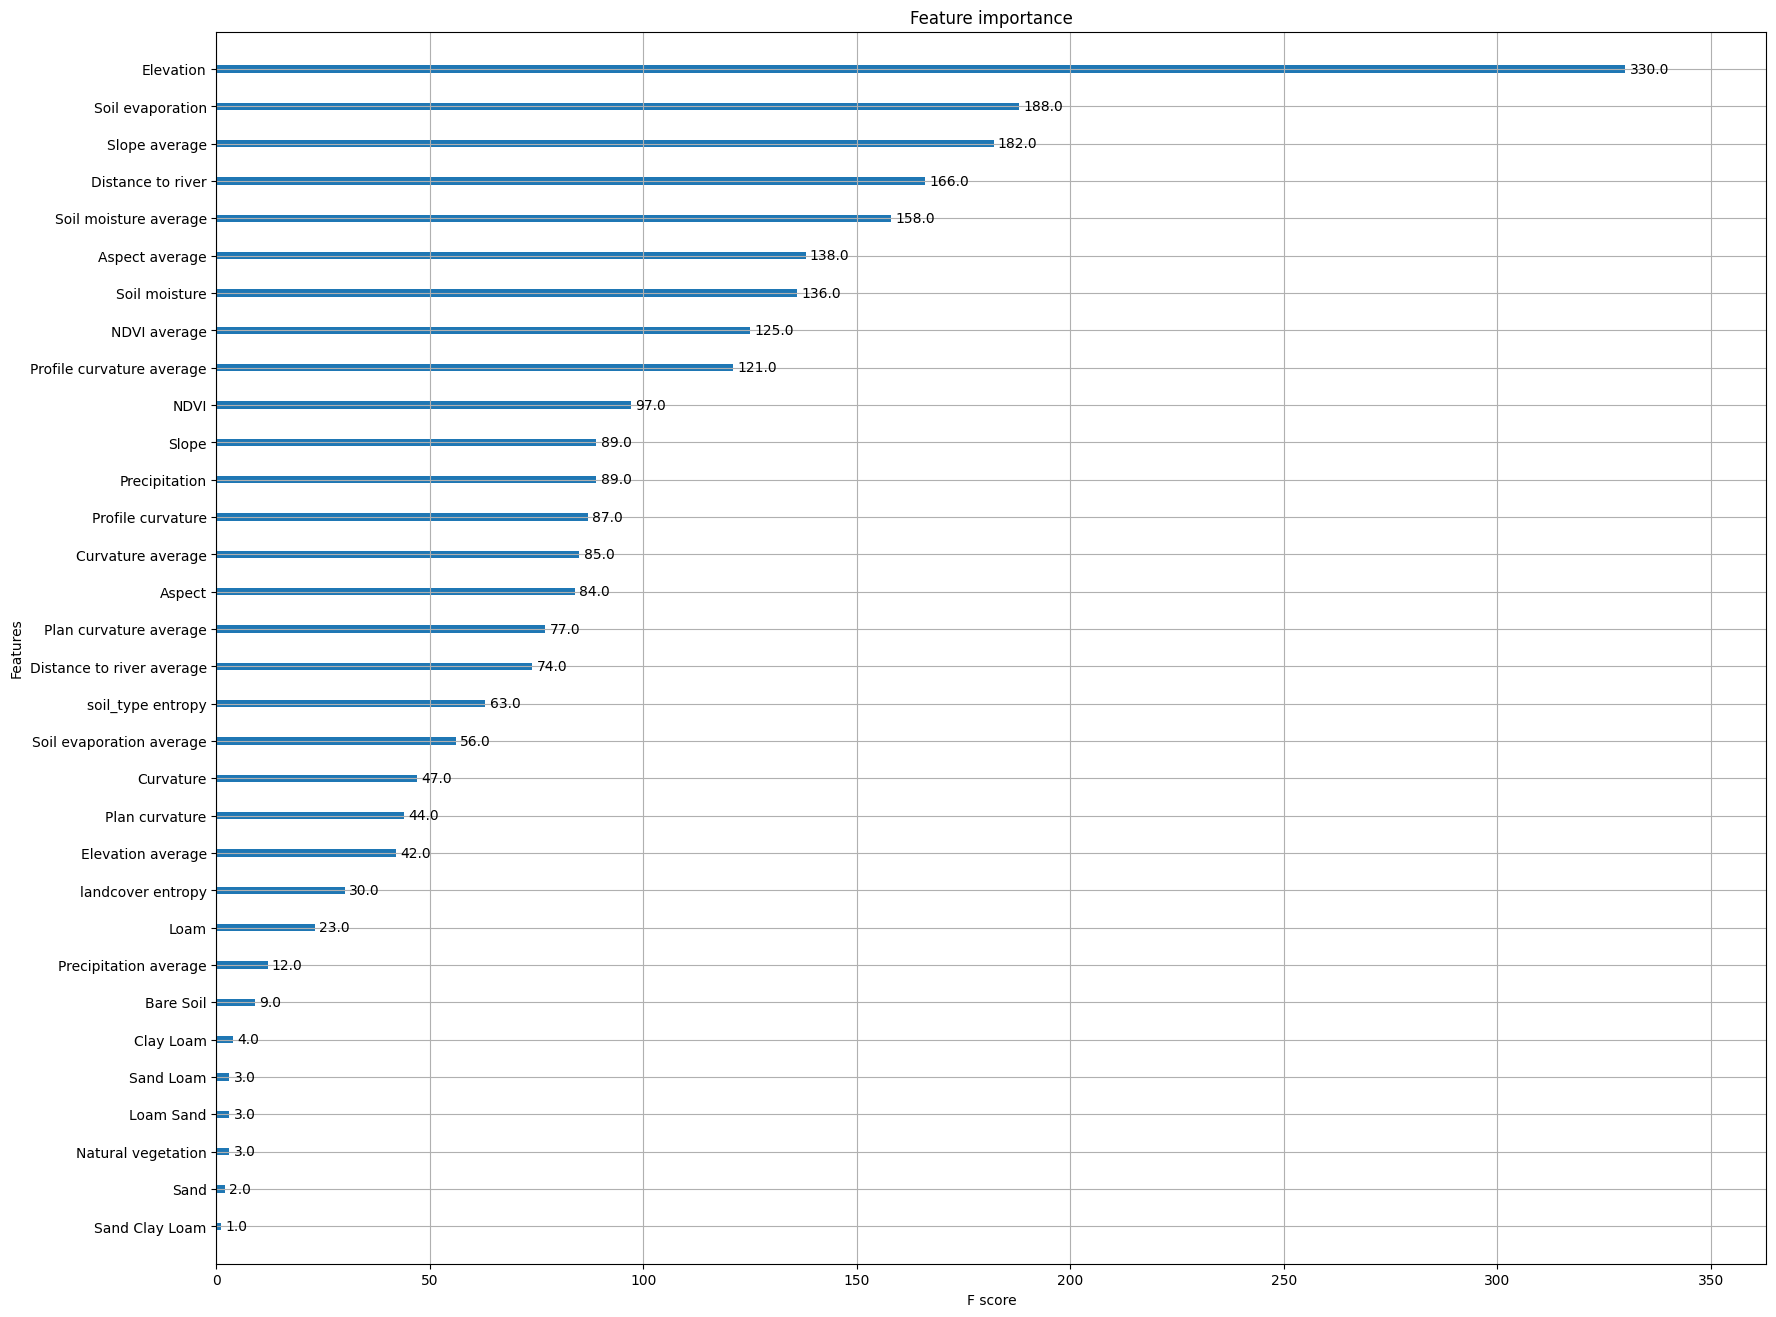 Feature importance
Elevation 330.0
Soil evaporation 188.0
Slope average 182.0
Distance to river 166.0
Soil moisture average 158.0
Aspect average 138.0
Soil moisture 136.0
NDVI average 125.0
Profile curvature average 121.0
NDVI 97.0
Slope 89.0
Precipitation 89.0
Profile curvature 87.0
Curvature average 85.0
Aspect 84.0
Plan curvature average 77.0
Distance to river average 74.0
soil_type entropy 63.0
Soil evaporation average 56.0
Curvature 47.0
Plan curvature 44.0
Elevation average 42.0
landcover entropy 30.0
Loam 23.0
Precipitation average 12.0
Bare Soil 9.0
Clay Loam 4.0
Sand Loam 3.0
Loam Sand 3.0
Natural vegetation 3.0
Sand 2.0
Sand Clay Loam 1.0
Features
0 50 100 150 200 250 300 350
F score